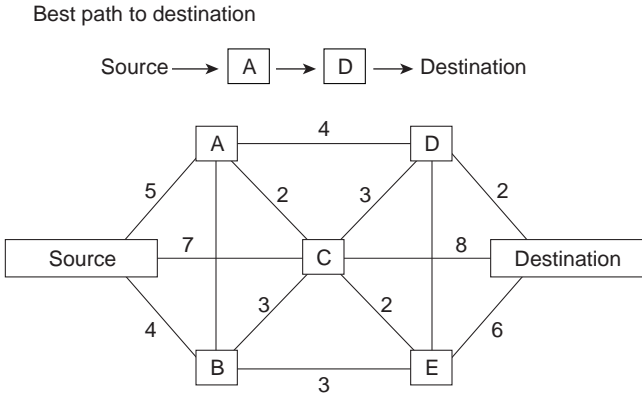 Best path to destination
Source A D Destination
A 4 D
5 2 3 2
Source 7 C 8 Destination
4 3 2 6
B 3 E